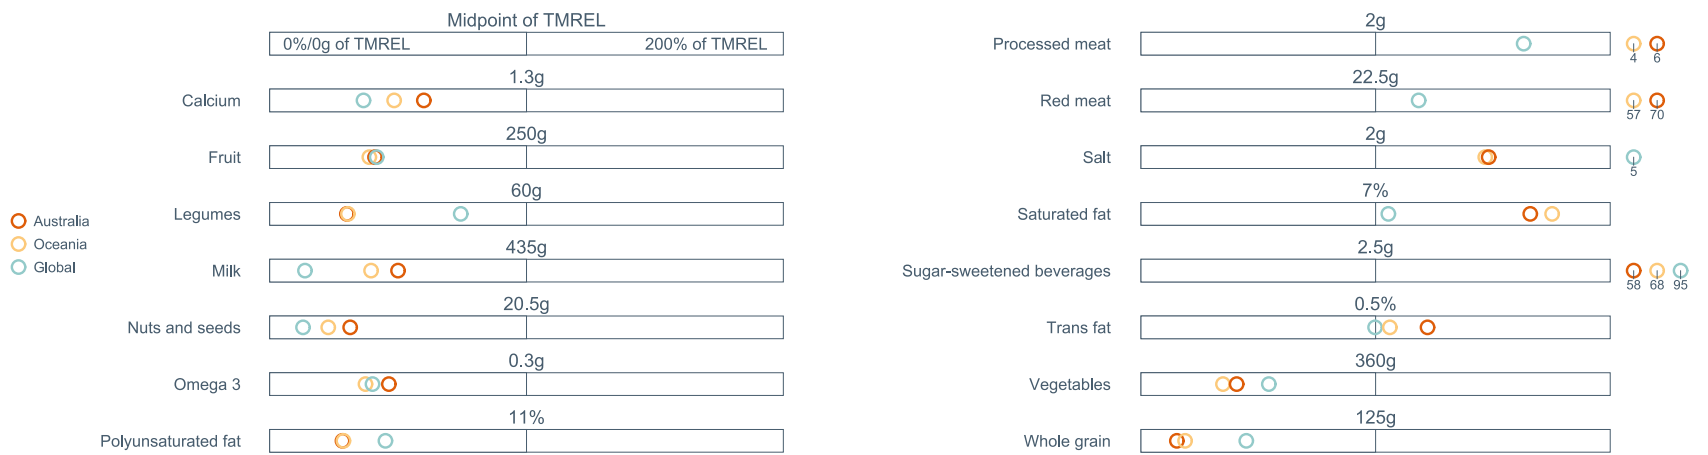 Midpoint of TMREL
0%/0g of TMREL 200% of TMREL
1.3g
Calcium
250g
Fruit
60g
Legumes
435g
Milk
20.5g
Nuts and seeds
0.3g
Omega 3
11%
Polyunsaturated fat
Australia
Oceania
Global
2g
Processed meat
4 6
22.5g
Red meat
57 70
2g
Salt
5
7%
Saturated fat
2.5g
Sugar-sweetened beverages
58 68 95
0.5%
Trans fat
360g
Vegetables
125g
Whole grain